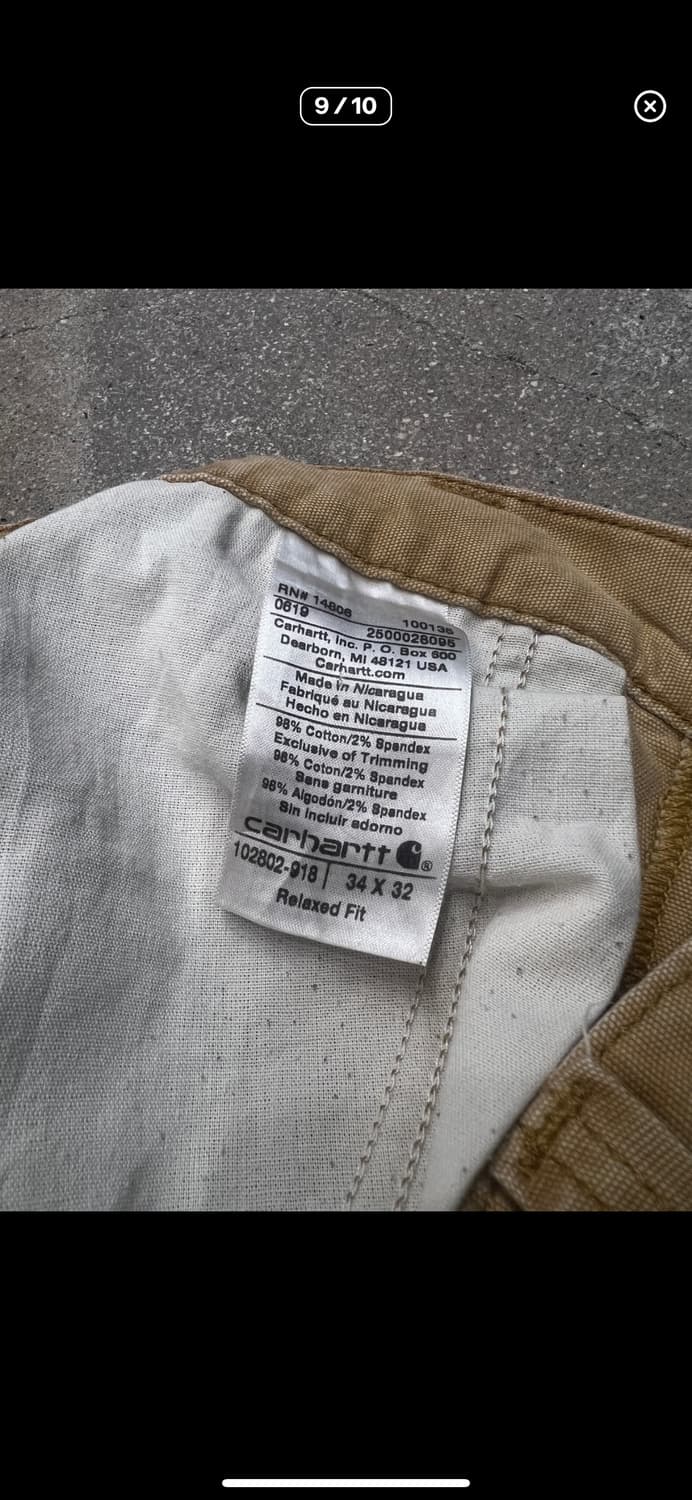 9/10
RN# 14806 100136
0619 2500028095
Carhartt, Inc. P. O. Box 600
Dearborn, MI 48121 USA
Carhartt.com
Made in Nicaragua
Fabriqué au Nicaragua
Hecho en Nicaragua
98% Cotton/2% Spandex
Exclusive of Trimming
98% Coton/2% Spandex
Sans garniture
98% Algodón/2% Spandex
Sin incluir adorno
carhartt ®
102802-918 | 34 X 32
Relaxed Fit